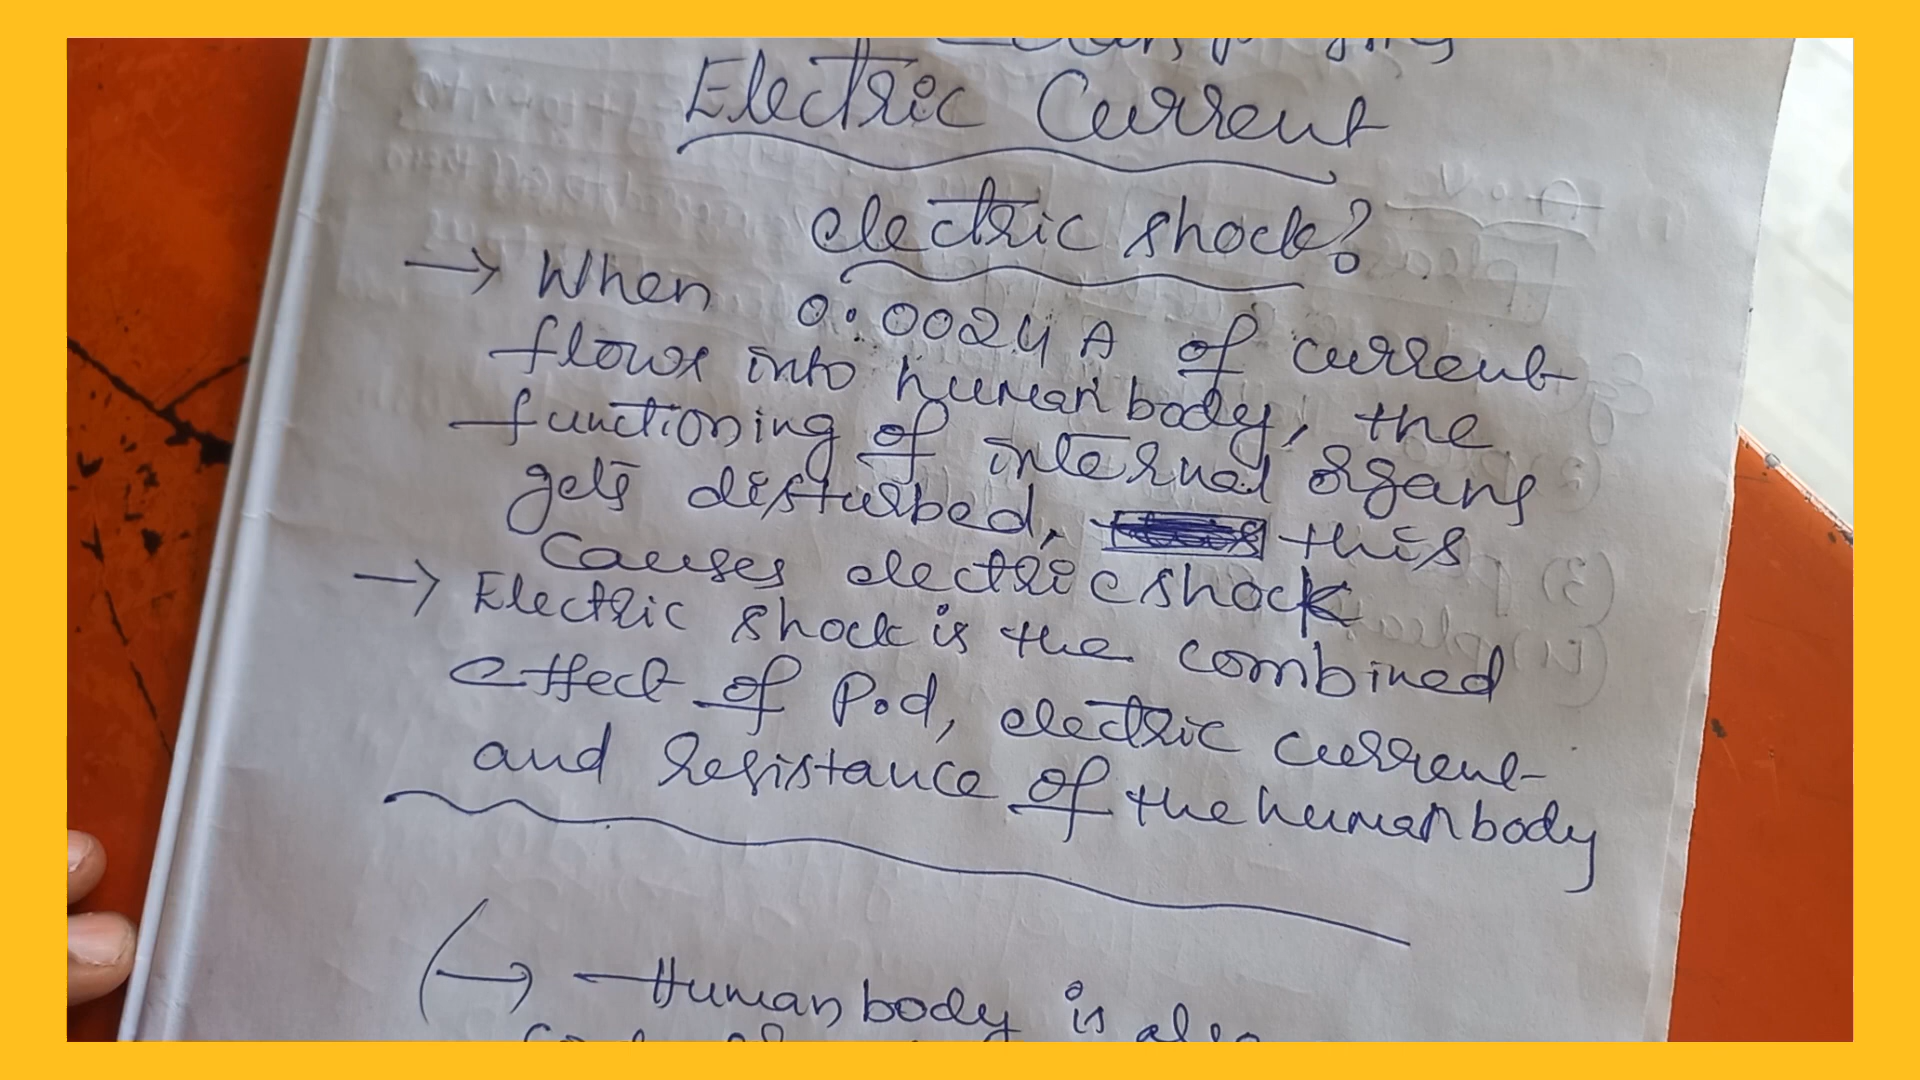 Electric Current
electric shock?
→ When 0.0024 A of current
flows into human body, the
functioning of internal organs
gets disturbed, this
causes electric shock
→ Electric shock is the combined
effect of P.d, electric current
and resistance of the human body
(→ Human body is also